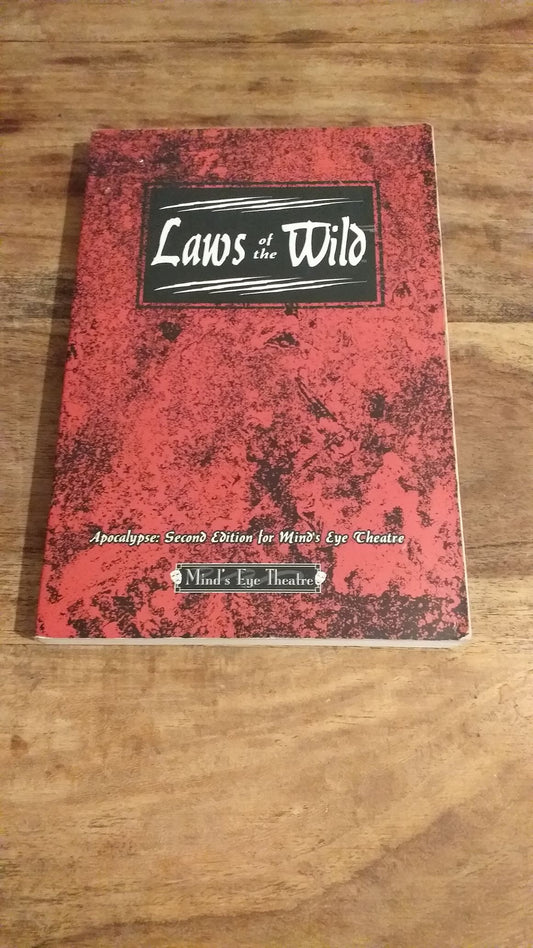 Laws of the Wild
Apocalypse: Second Edition for Mind's Eye Theatre
Mind's Eye Theatre